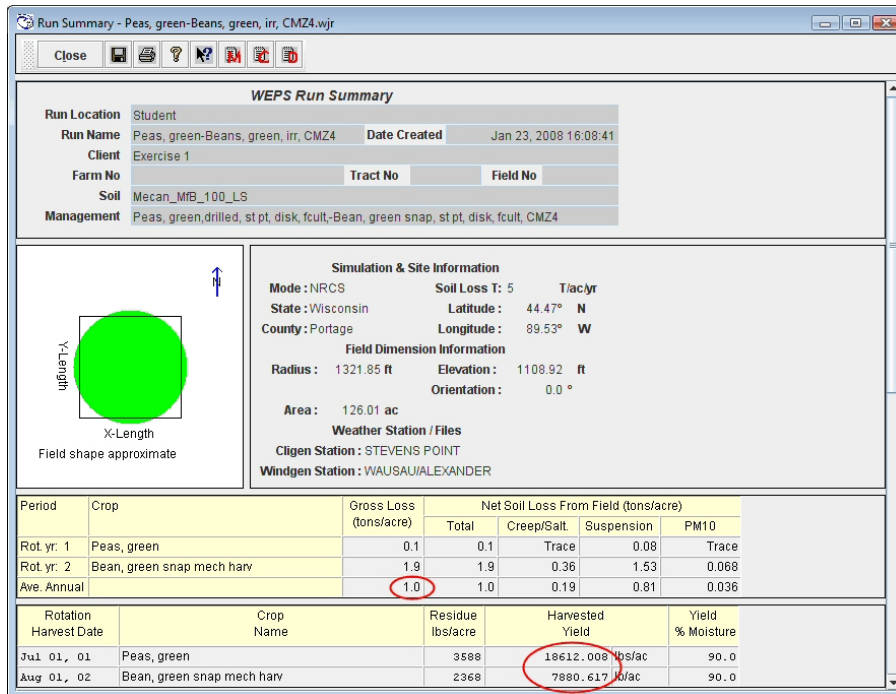 Run Summary - Peas, green-Beans, green, irr, CMZ4.wjr
Close
WEPS Run Summary
Run Location Student
Run Name Peas, green-Beans, green, irr, CMZ4 Date Created Jan 23, 2008 16:08:41
Client Exercise 1
Farm No Tract No Field No
Soil Mecan_MfB_100_LS
Management Peas, green,drilled, st pt, disk, fcult,-Bean, green snap, st pt, disk, fcult, CMZ4
N
Y-Length
X-Length
Field shape approximate
Simulation & Site Information
Mode : NRCS Soil Loss T: 5 T/ac/yr
State : Wisconsin Latitude : 44.47° N
County : Portage Longitude : 89.53° W
Field Dimension Information
Radius : 1321.85 ft Elevation : 1108.92 ft
Orientation : 0.0 °
Area : 126.01 ac
Weather Station / Files
Cligen Station : STEVENS POINT
Windgen Station : WAUSAU/ALEXANDER
Period Crop Gross Loss Net Soil Loss From Field (tons/acre)
(tons/acre) Total Creep/Salt. Suspension PM10
Rot. yr: 1 Peas, green 0.1 0.1 Trace 0.08 Trace
Rot. yr: 2 Bean, green snap mech harv 1.9 1.9 0.36 1.53 0.068
Ave. Annual 1.0 1.0 0.19 0.81 0.036
Rotation Crop Residue Harvested Yield
Harvest Date Name lbs/acre Yield % Moisture
Jul 01, 01 Peas, green 3588 18612.008 lbs/ac 90.0
Aug 01, 02 Bean, green snap mech harv 2368 7880.617 lb/ac 90.0